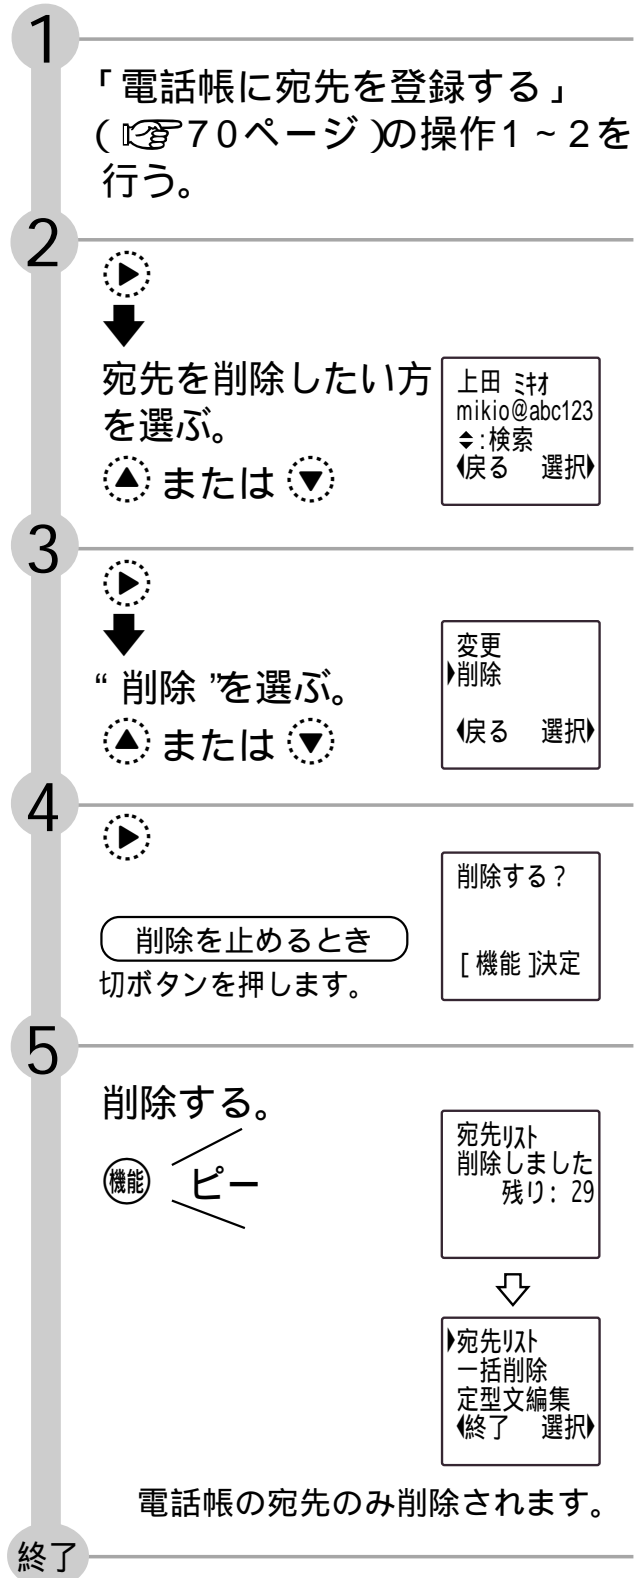 1
「電話帳に宛先を登録する」
(☞70ページ)の操作1~2を
行う。
2
宛先を削除したい方
を選ぶ。
▲または▼
上田 ﾐｷｵ
mikio@abc123
:検索
戻る 選択
3
“削除”を選ぶ。
▲または▼
変更
削除
戻る 選択
4
削除を止めるとき
切ボタンを押します。
削除する？
[機能]決定
5
削除する。
機能 ピー
宛先ﾘｽﾄ
削除しました
残り: 29
宛先ﾘｽﾄ
一括削除
定型文編集
終了 選択
電話帳の宛先のみ削除されます。
終了